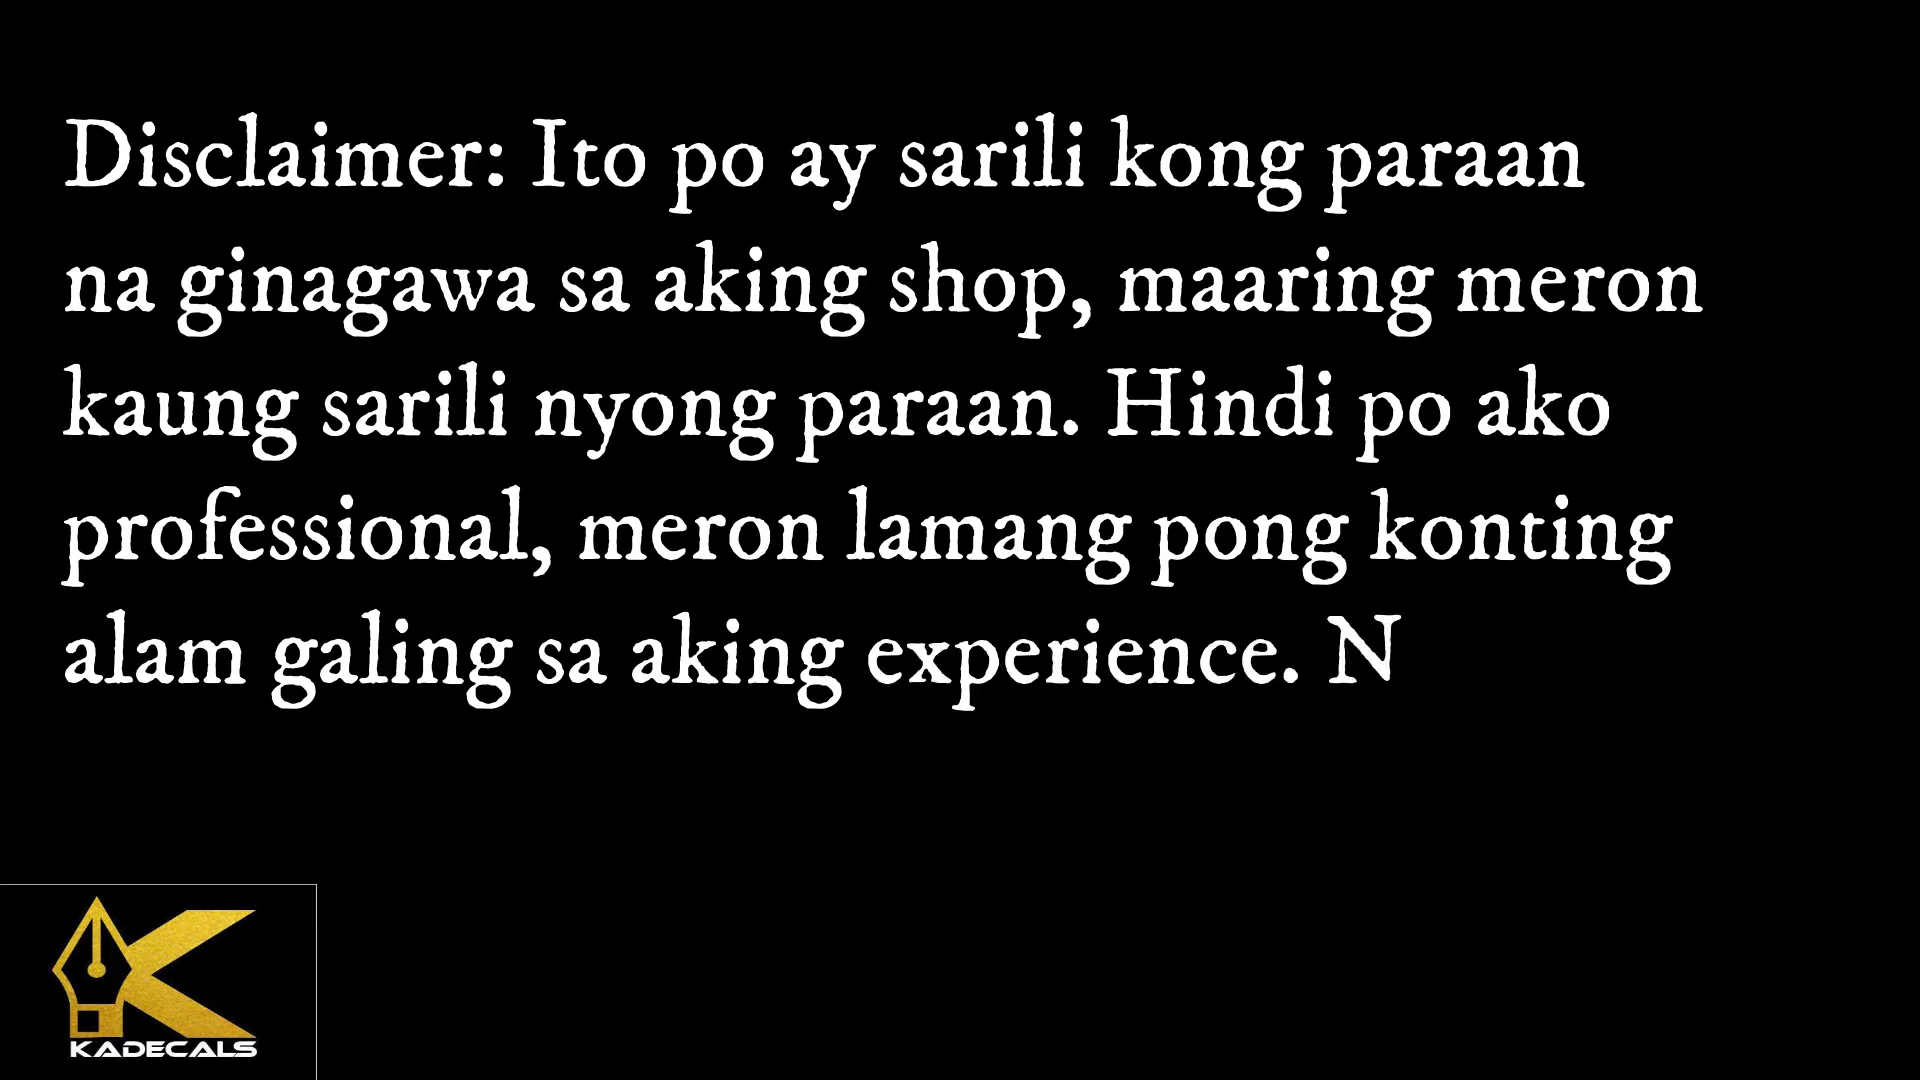 Disclaimer: Ito po ay sarili kong paraan
na ginagawa sa aking shop, maaring meron
kaung sarili nyong paraan. Hindi po ako
professional, meron lamang pong konting
alam galing sa aking experience. N
KADECALS